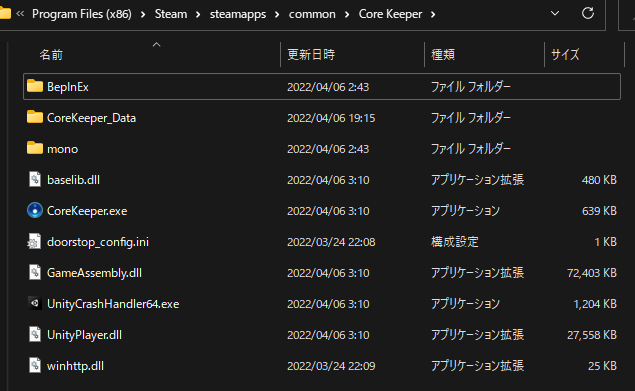 « Program Files (x86) > Steam > steamapps > common > Core Keeper >
名前 更新日時 種類 サイズ
BepInEx 2022/04/06 2:43 ファイル フォルダー
CoreKeeper_Data 2022/04/06 19:15 ファイル フォルダー
mono 2022/04/06 2:43 ファイル フォルダー
baselib.dll 2022/04/06 3:10 アプリケーション拡張 480 KB
CoreKeeper.exe 2022/04/06 3:10 アプリケーション 639 KB
doorstop_config.ini 2022/03/24 22:08 構成設定 1 KB
GameAssembly.dll 2022/04/06 3:10 アプリケーション拡張 72,403 KB
UnityCrashHandler64.exe 2022/04/06 3:10 アプリケーション 1,204 KB
UnityPlayer.dll 2022/04/06 3:10 アプリケーション拡張 27,558 KB
winhttp.dll 2022/03/24 22:09 アプリケーション拡張 25 KB